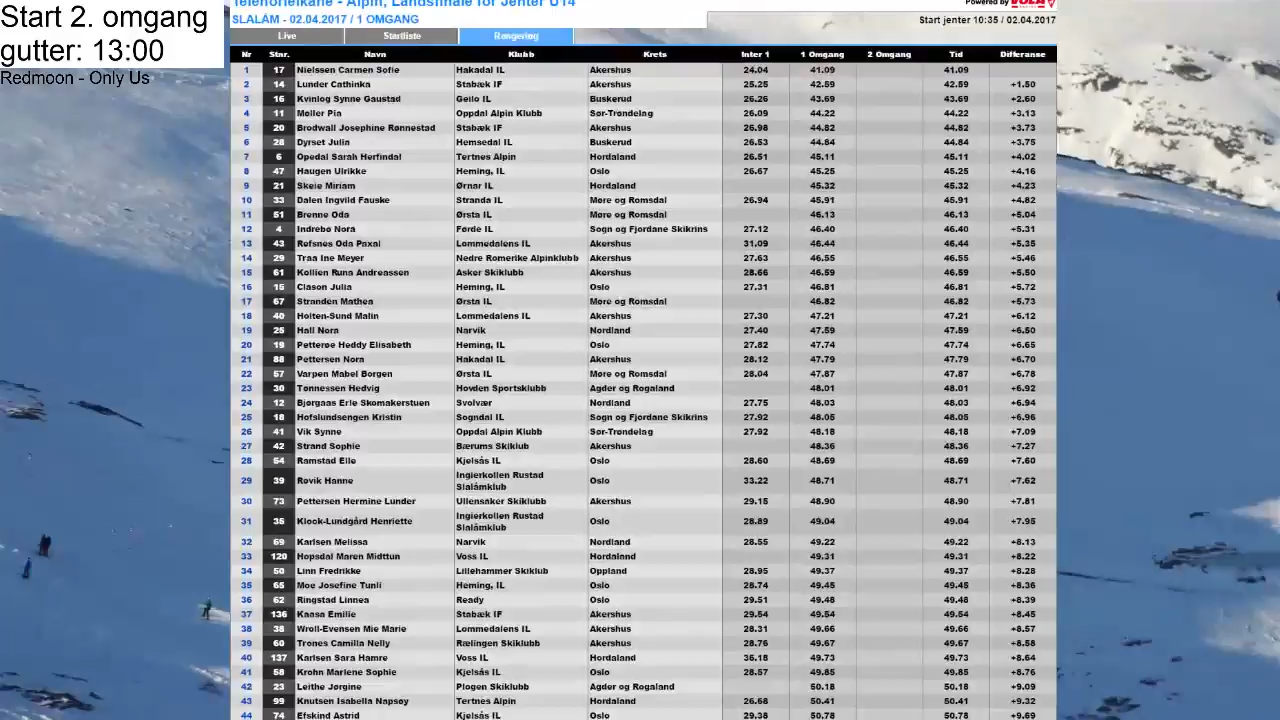 Start 2. omgang
gutter: 13:00
Redmoon - Only Us
Telenorlekane - Alpin, Landsfinale for Jenter U14
Powered by VOLA
SLALÅM - 02.04.2017 / 1 OMGANG
Start jenter 10:35 / 02.04.2017
Live Startliste Rangering
Nr Stnr. Navn Klubb Krets Inter 1 1 Omgang 2 Omgang Tid Differanse
1 17 Nielssen Carmen Sofie Hakadal IL Akershus 24.04 41.09 41.09
2 14 Lunder Cathinka Stabæk IF Akershus 25.25 42.59 42.59 +1.50
3 16 Kvinlog Synne Gaustad Geilo IL Buskerud 26.26 43.69 43.69 +2.60
4 11 Møller Pia Oppdal Alpin Klubb Sør-Trøndelag 26.09 44.22 44.22 +3.13
5 20 Brodwall Josephine Rønnestad Stabæk IF Akershus 26.98 44.82 44.82 +3.73
6 28 Dyrset Julia Hemsedal IL Buskerud 26.53 44.84 44.84 +3.75
7 6 Opedal Sarah Herfindal Tertnes Alpin Hordaland 26.51 45.11 45.11 +4.02
8 47 Haugen Ulrikke Heming, IL Oslo 26.67 45.25 45.25 +4.16
9 21 Skeie Miriam Ørnar IL Hordaland 45.32 45.32 +4.23
10 33 Dalen Ingvild Fauske Stranda IL Møre og Romsdal 26.94 45.91 45.91 +4.82
11 51 Brenne Oda Ørsta IL Møre og Romsdal 46.13 46.13 +5.04
12 4 Indrebø Nora Førde IL Sogn og Fjordane Skikrins 27.12 46.40 46.40 +5.31
13 43 Refsnes Oda Paxal Lommedalens IL Akershus 31.09 46.44 46.44 +5.35
14 29 Traa Ine Meyer Nedre Romerike Alpinklubb Akershus 27.63 46.55 46.55 +5.46
15 61 Kollien Runa Andreassen Asker Skiklubb Akershus 28.66 46.59 46.59 +5.50
16 15 Clason Julia Heming, IL Oslo 27.31 46.81 46.81 +5.72
17 67 Stranden Mathea Ørsta IL Møre og Romsdal 46.82 46.82 +5.73
18 40 Holten-Sund Malin Lommedalens IL Akershus 27.30 47.21 47.21 +6.12
19 25 Hall Nora Narvik Nordland 27.40 47.59 47.59 +6.50
20 19 Petterøe Heddy Elisabeth Heming, IL Oslo 27.82 47.74 47.74 +6.65
21 88 Pettersen Nora Hakadal IL Akershus 28.12 47.79 47.79 +6.70
22 57 Varpen Mabel Borgen Ørsta IL Møre og Romsdal 28.04 47.87 47.87 +6.78
23 30 Tønnessen Hedvig Hovden Sportsklubb Agder og Rogaland 48.01 48.01 +6.92
24 12 Bjørgaas Erle Skomakerstuen Svolvær Nordland 27.75 48.03 48.03 +6.94
25 18 Hofslundsengen Kristin Sogndal IL Sogn og Fjordane Skikrins 27.92 48.05 48.05 +6.96
26 41 Vik Synne Oppdal Alpin Klubb Sør-Trøndelag 27.92 48.18 48.18 +7.09
27 42 Strand Sophie Bærums Skiklub Akershus 48.36 48.36 +7.27
28 54 Ramstad Elle Kjelsås IL Oslo 28.60 48.69 48.69 +7.60
29 39 Røvik Hanne Ingierkollen Rustad Slalåmklub Oslo 33.22 48.71 48.71 +7.62
30 73 Pettersen Hermine Lunder Ullensaker Skiklubb Akershus 29.15 48.90 48.90 +7.81
31 36 Klock-Lundgård Henriette Ingierkollen Rustad Slalåmklub Oslo 28.89 49.04 49.04 +7.95
32 69 Karlsen Melissa Narvik Nordland 28.55 49.22 49.22 +8.13
33 120 Hopsdal Maren Midttun Voss IL Hordaland 49.31 49.31 +8.22
34 50 Linn Fredrikke Lillehammer Skiklub Oppland 28.95 49.37 49.37 +8.28
35 65 Moe Josefine Tunli Heming, IL Oslo 28.74 49.45 49.45 +8.36
36 62 Ringstad Linnea Ready Oslo 29.51 49.48 49.48 +8.39
37 136 Kaasa Emilie Stabæk IF Akershus 29.54 49.54 49.54 +8.45
38 38 Wroll-Evensen Mie Marie Lommedalens IL Akershus 28.31 49.66 49.66 +8.57
39 60 Trones Camilla Nelly Rælingen Skiklubb Akershus 28.76 49.67 49.67 +8.58
40 137 Karlsen Sara Hamre Voss IL Hordaland 35.18 49.73 49.73 +8.64
41 58 Krohn Marlene Sophie Kjelsås IL Oslo 28.57 49.85 49.85 +8.76
42 23 Leithe Jørgine Plogen Skiklubb Agder og Rogaland 50.18 50.18 +9.09
43 99 Knutsen Isabella Napsøy Tertnes Alpin Hordaland 26.68 50.41 50.41 +9.32
44 74 Efskind Astrid Kjelsås IL Oslo 29.38 50.78 50.78 +9.69